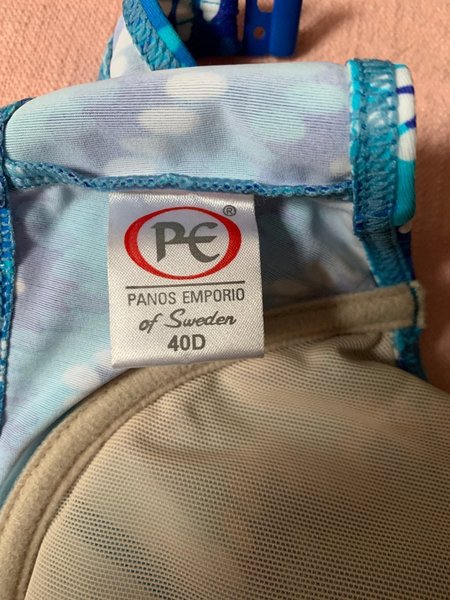 PE®
PANOS EMPORIO
of Sweden
40D